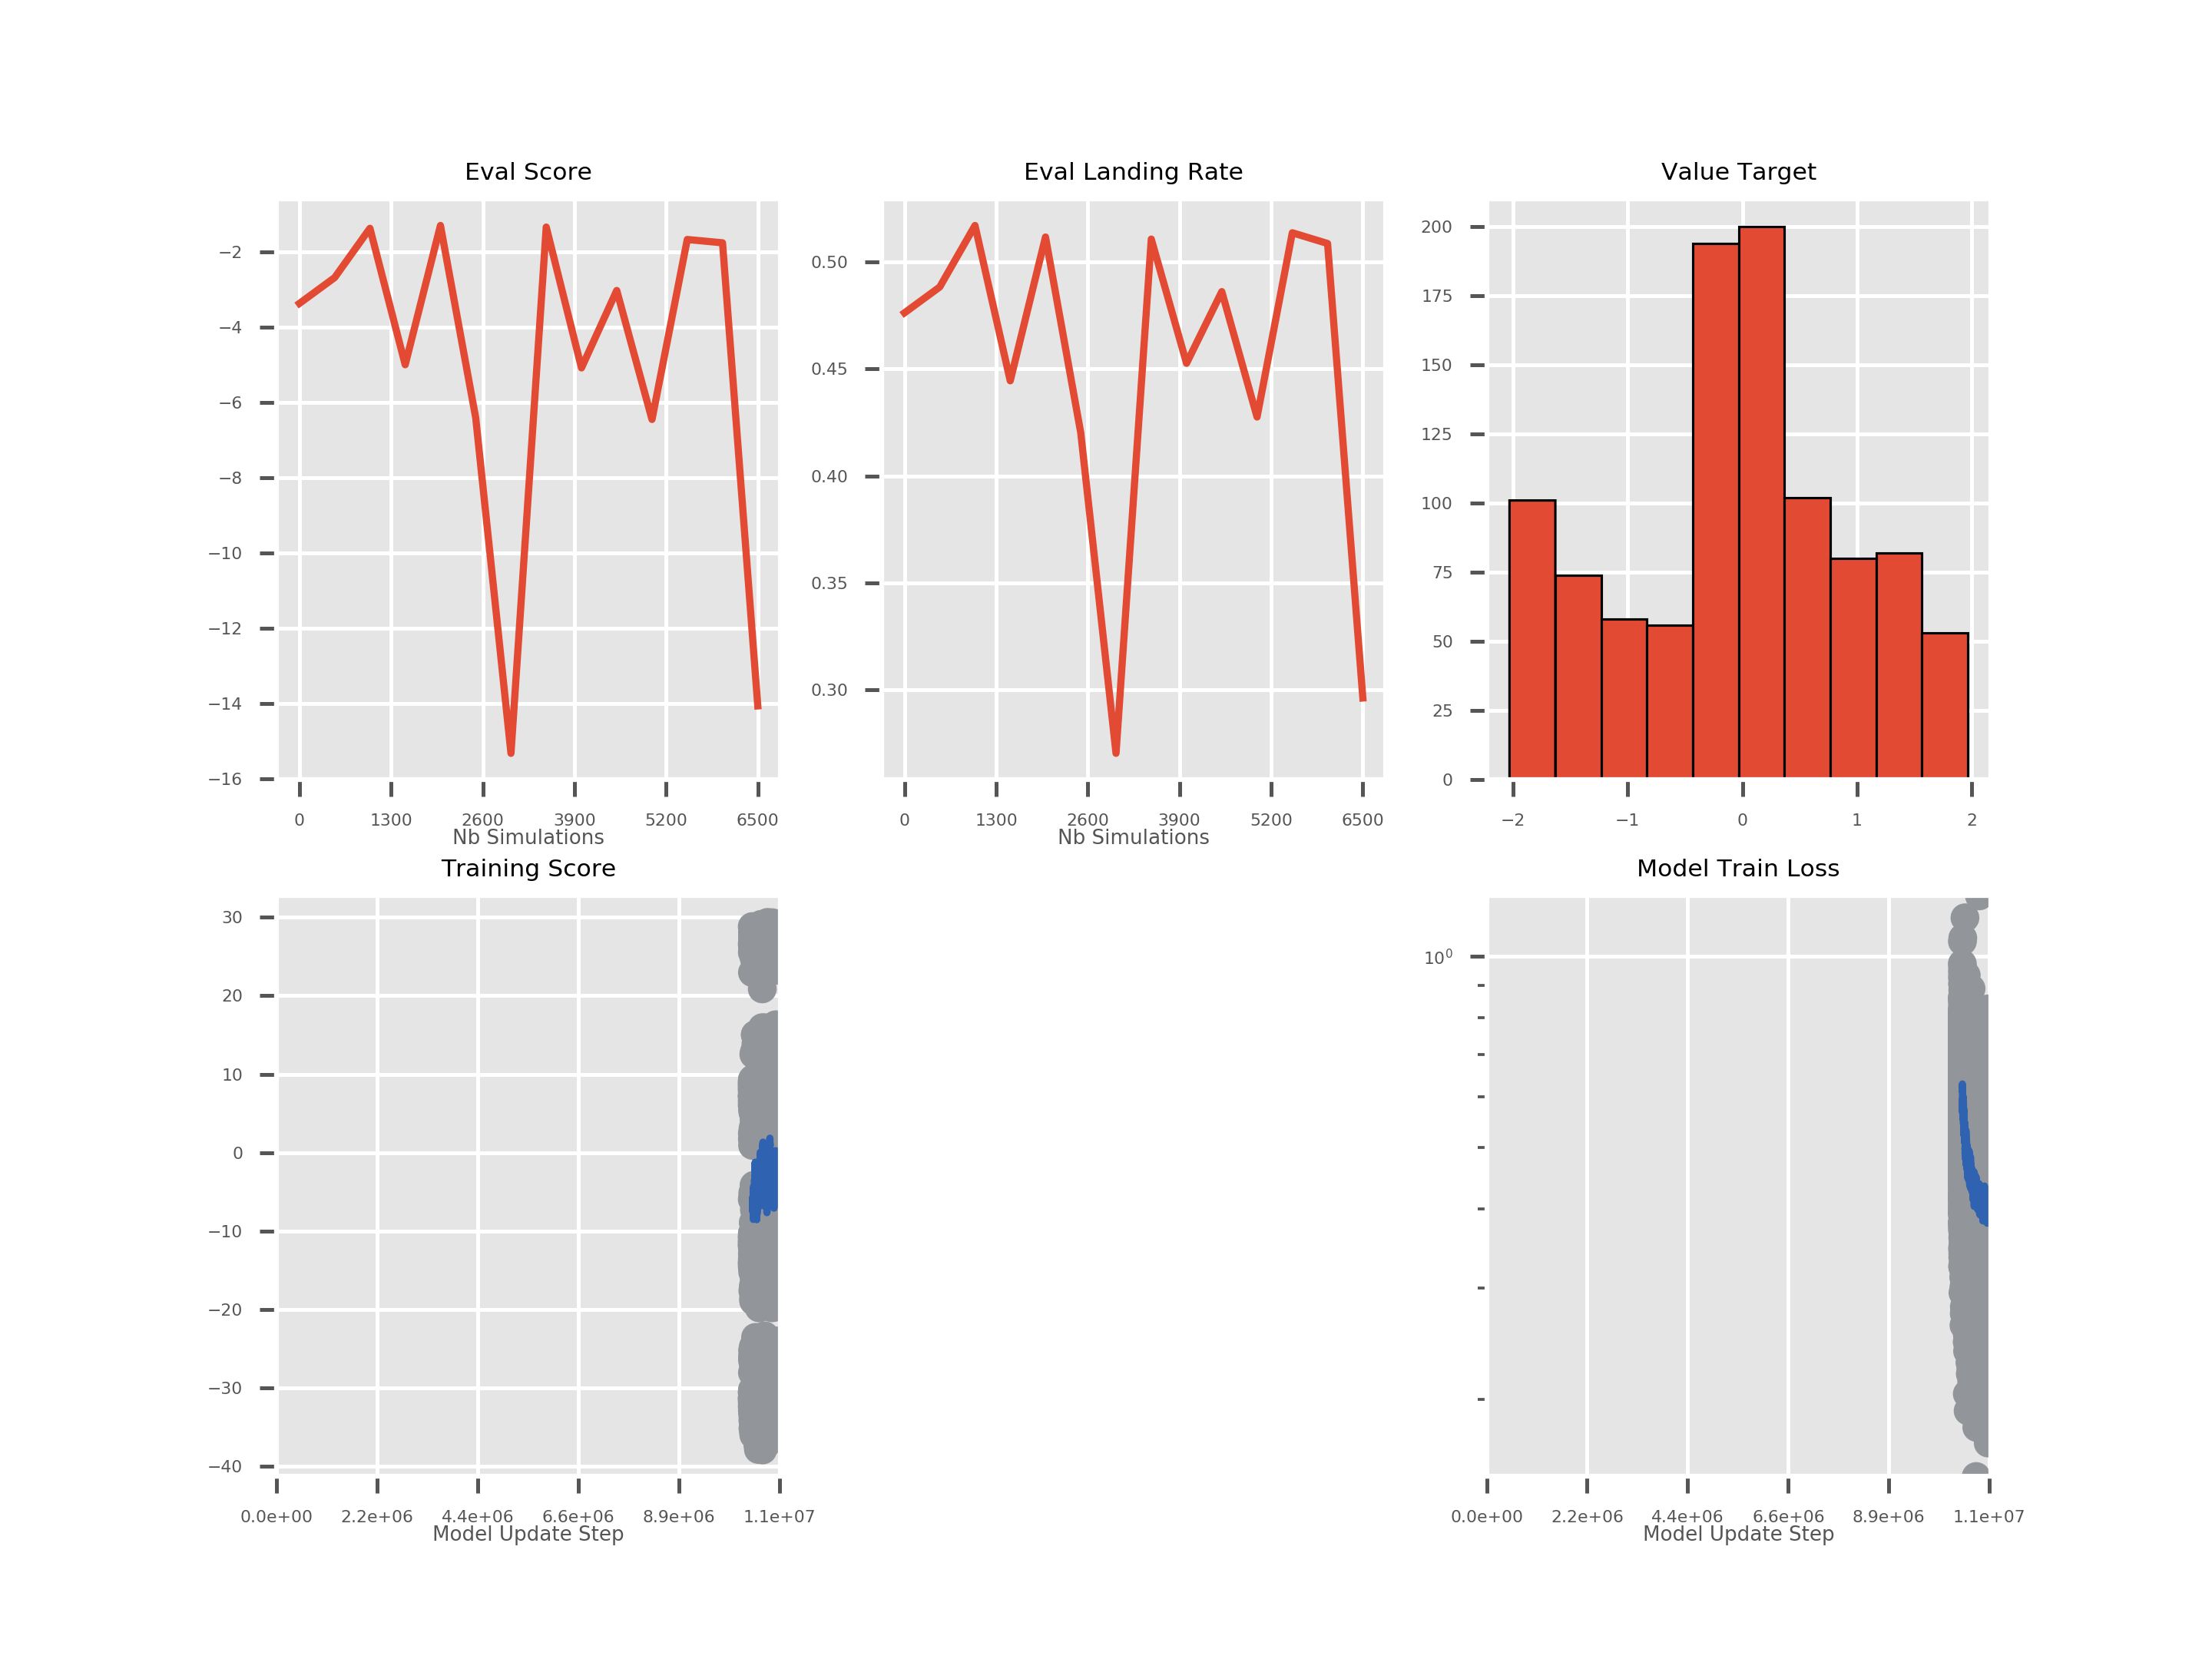 Eval Score
−2
−4
−6
−8
−10
−12
−14
−16
0 1300 2600 3900 5200 6500
Nb Simulations
Eval Landing Rate
0.50
0.45
0.40
0.35
0.30
0 1300 2600 3900 5200 6500
Nb Simulations
Value Target
200
175
150
125
100
75
50
25
0
−2 −1 0 1 2
Training Score
30
20
10
0
−10
−20
−30
−40
0.0e+00 2.2e+06 4.4e+06 6.6e+06 8.9e+06 1.1e+07
Model Update Step
Model Train Loss
10⁰
0.0e+00 2.2e+06 4.4e+06 6.6e+06 8.9e+06 1.1e+07
Model Update Step